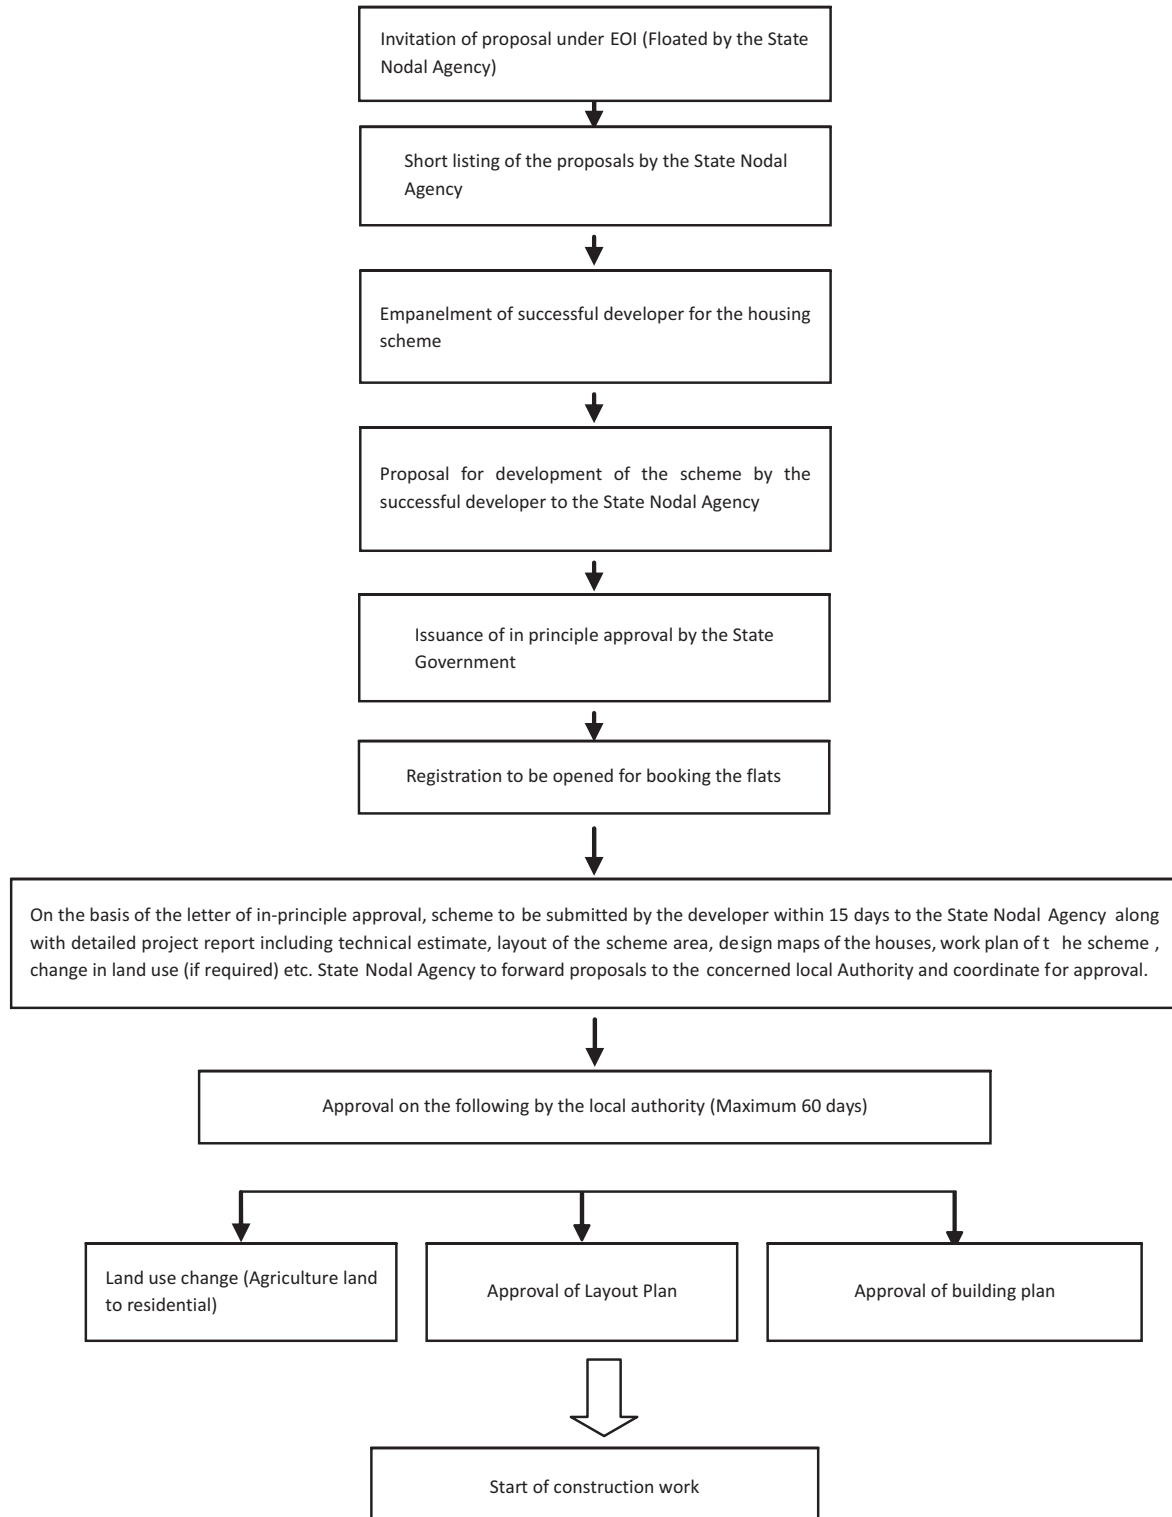 Invitation of proposal under EOI (Floated by the State
Nodal Agency)
Short listing of the proposals by the State Nodal
Agency
Empanelment of successful developer for the housing
scheme
Proposal for development of the scheme by the
successful developer to the State Nodal Agency
Issuance of in principle approval by the State
Government
Registration to be opened for booking the flats
On the basis of the letter of in-principle approval, scheme to be submitted by the developer within 15 days to the State Nodal Agency along
with detailed project report including technical estimate, layout of the scheme area, design maps of the houses, work plan of t he scheme ,
change in land use (if required) etc. State Nodal Agency to forward proposals to the concerned local Authority and coordinate for approval.
Approval on the following by the local authority (Maximum 60 days)
Land use change (Agriculture land
to residential)
Approval of Layout Plan
Approval of building plan
Start of construction work